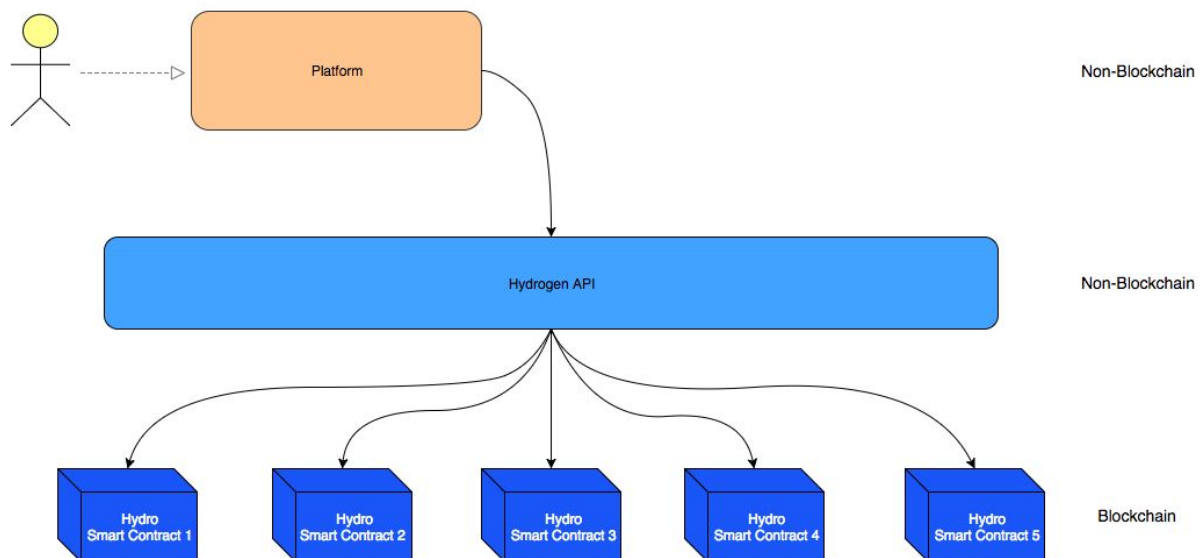 Platform
Non-Blockchain
Hydrogen API
Non-Blockchain
Hydro
Smart Contract 1
Hydro
Smart Contract 2
Hydro
Smart Contract 3
Hydro
Smart Contract 4
Hydro
Smart Contract 5
Blockchain